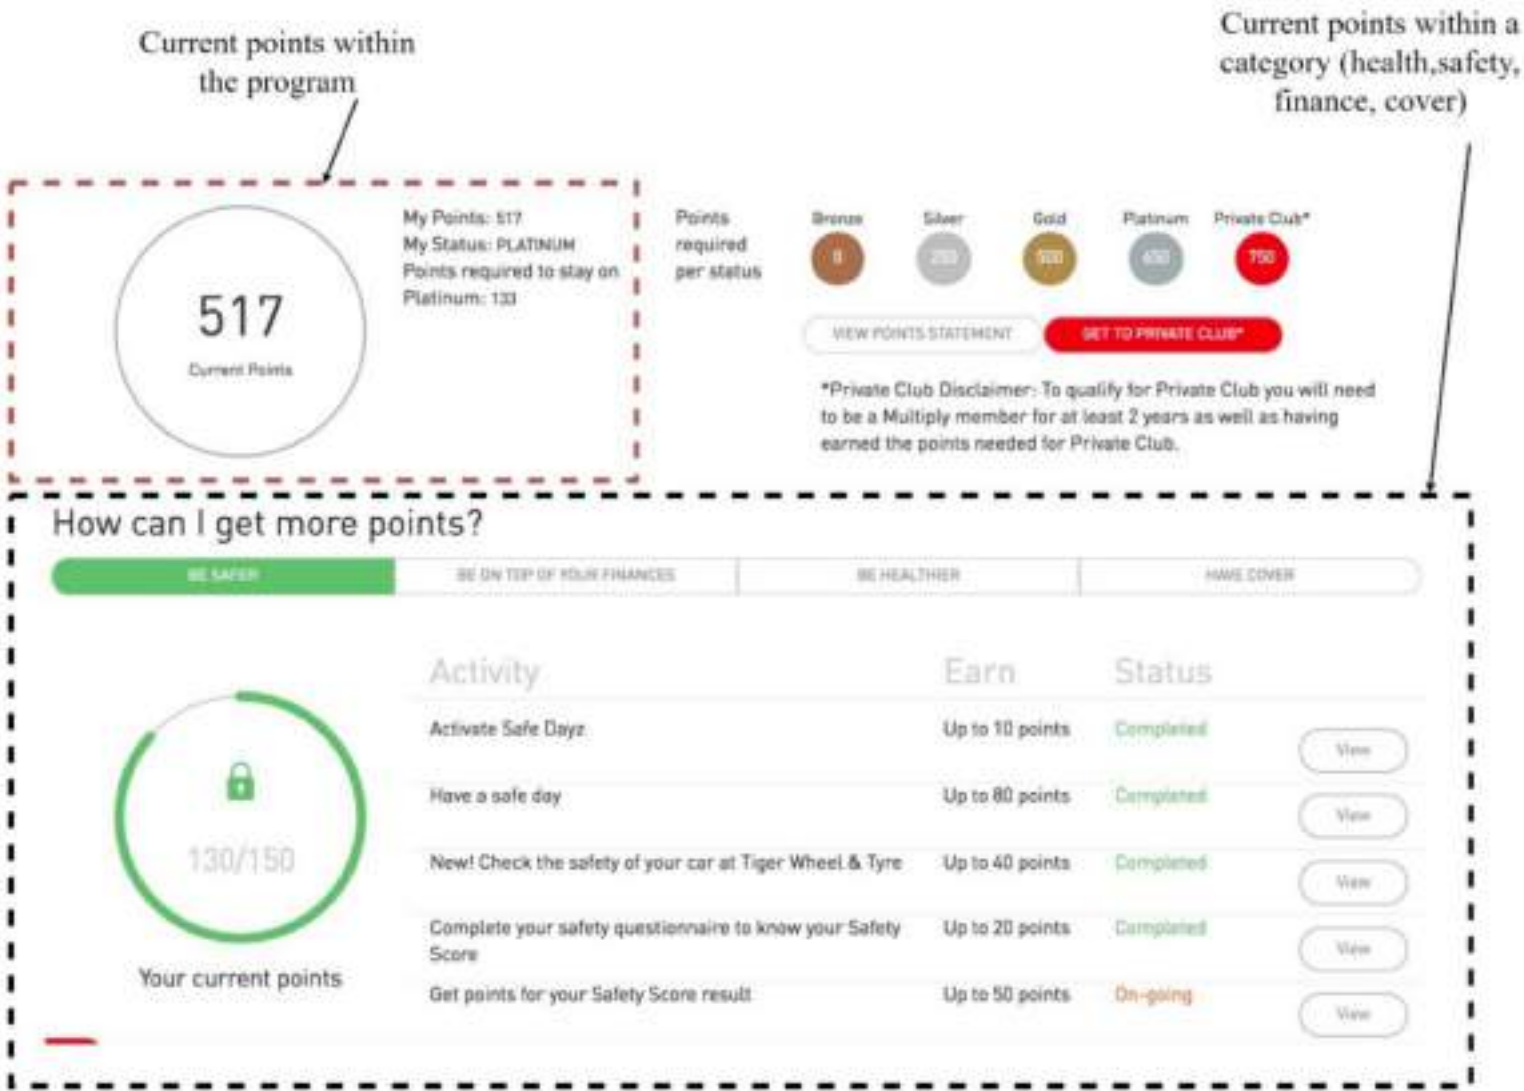 Current points within
the program
Current points within a
category (health,safety,
finance, cover)
517
Current Points
My Points: 517
My Status: PLATINUM
Points required to stay on
Platinum: 133
Points
required
per status
Bronze
Silver
Gold
Platinum
Private Club*
0
250
500
650
750
VIEW POINTS STATEMENT
GET TO PRIVATE CLUB*
*Private Club Disclaimer: To qualify for Private Club you will need
to be a Multiply member for at least 2 years as well as having
earned the points needed for Private Club.
How can I get more points?
BE SAFER
BE ON TOP OF YOUR FINANCES
BE HEALTHIER
HAVE COVER
Activity Earn Status
Activate Safe Dayz Up to 10 points Completed View
Have a safe day Up to 80 points Completed View
New! Check the safety of your car at Tiger Wheel & Tyre Up to 40 points Completed View
Complete your safety questionnaire to know your Safety Up to 20 points Completed View
Score
Get points for your Safety Score result Up to 50 points On-going View
130/150
Your current points